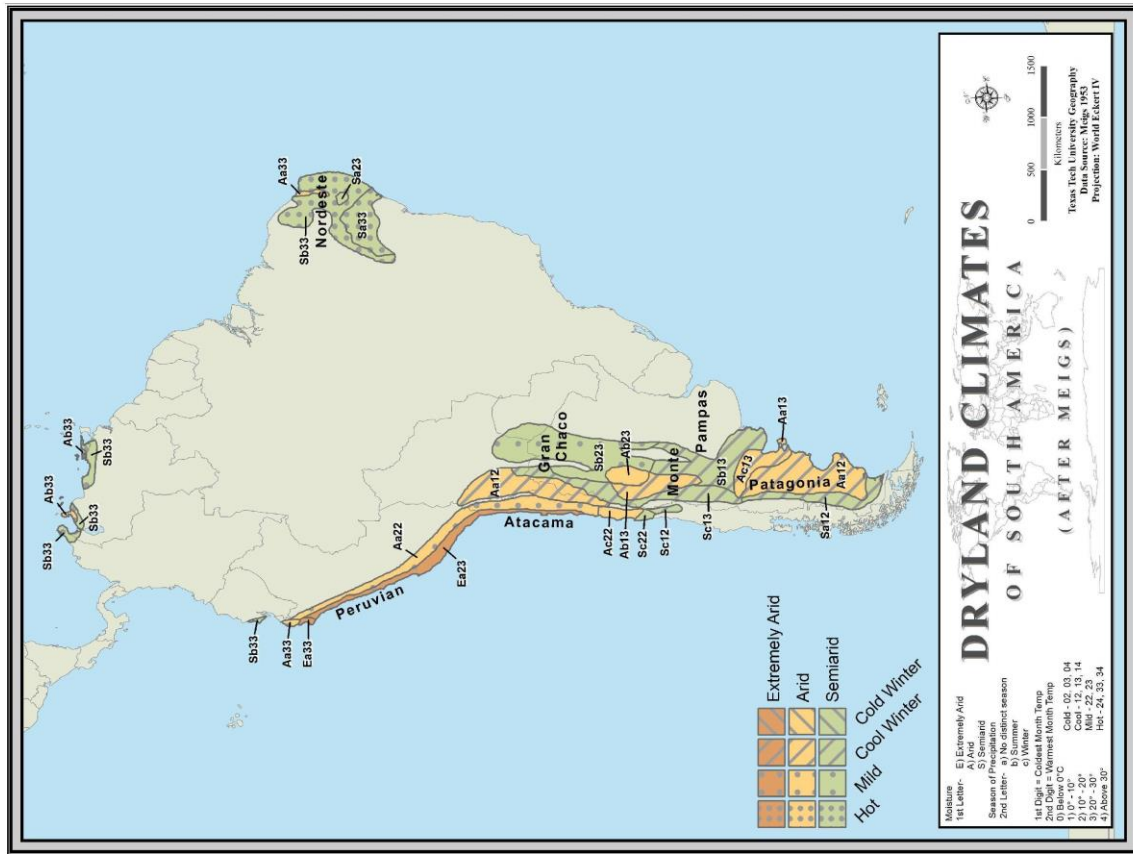 DRYLAND CLIMATES
OF SOUTH AMERICA
(AFTER MEIGS)
Moisture
1st Letter- E) Extremely Arid
A) Arid
S) Semiarid
Season of Precipitation
2nd Letter- a) No distinct season
b) Summer
c) Winter
1st Digit = Coldest Month Temp
2nd Digit = Warmest Month Temp
0) Below 0°C
1) 0° - 10°
2) 10° - 20°
3) 20° - 30°
4) Above 30°
Cold - 02, 03, 04
Cool - 12, 13, 14
Mild - 22, 23
Hot - 24, 33, 34
0 500 1000 1500
Kilometers
Texas Tech University Geography
Data Source: Meigs 1953
Projection: World Eckert IV
Extremely Arid
Arid
Semiarid
Hot
Mild
Cool Winter
Cold Winter
Sb33
Ab33
Sb33
Ab33
Sb33
Sb33
Aa33
Ea33
Peruvian
Aa22
Ea23
Atacama
Aa12
Gran
Chaco
Sb23
Ab23
Ac22
Ab13
Sc22
Sc12
Monte
Pampas
Sb13
Sc13
Ac13
Aa13
Patagonia
Aa12
Sa12
Aa33
Sb33
Nordeste
Sa23
Sa33